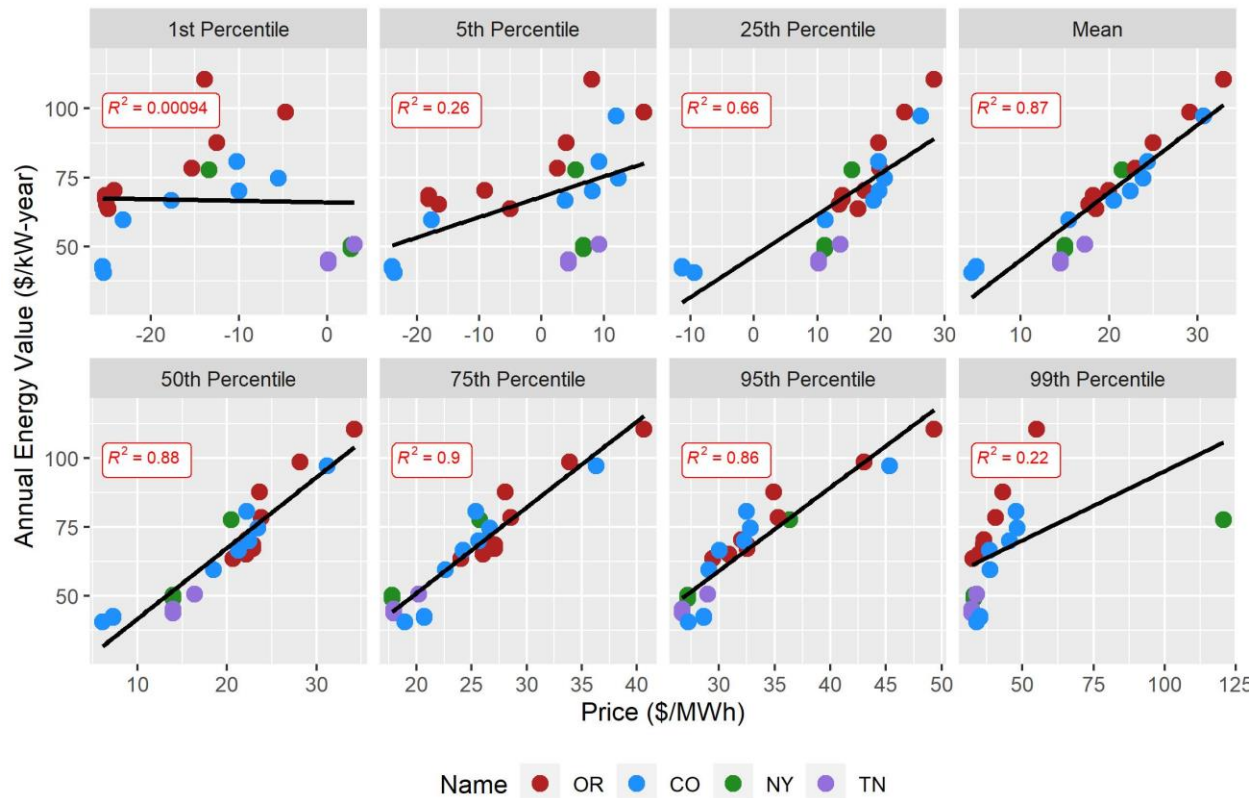 1st Percentile
5th Percentile
25th Percentile
Mean
R² = 0.00094
R² = 0.26
R² = 0.66
R² = 0.87
100
75
50
-20
-10
0
-20
-10
0
10
-10
0
10
20
30
10
20
30
50th Percentile
75th Percentile
95th Percentile
99th Percentile
R² = 0.88
R² = 0.9
R² = 0.86
R² = 0.22
100
75
50
10
20
30
20
25
30
35
40
30
35
40
45
50
50
75
100
125
Annual Energy Value ($/kW-year)
Price ($/MWh)
Name
OR
CO
NY
TN